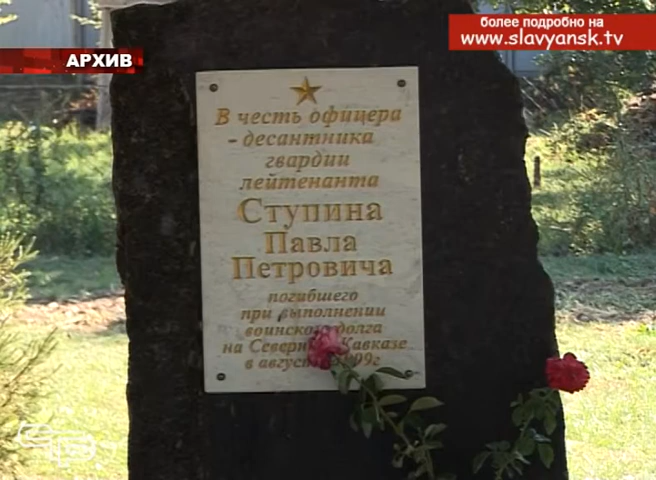 более подробно на
www.slavyansk.tv
АРХИВ
В честь офицера
- десантника
гвардии
лейтенанта
Ступина
Павла
Петровича
погибшего
при выполнении
воинского долга
на Кавказе
в